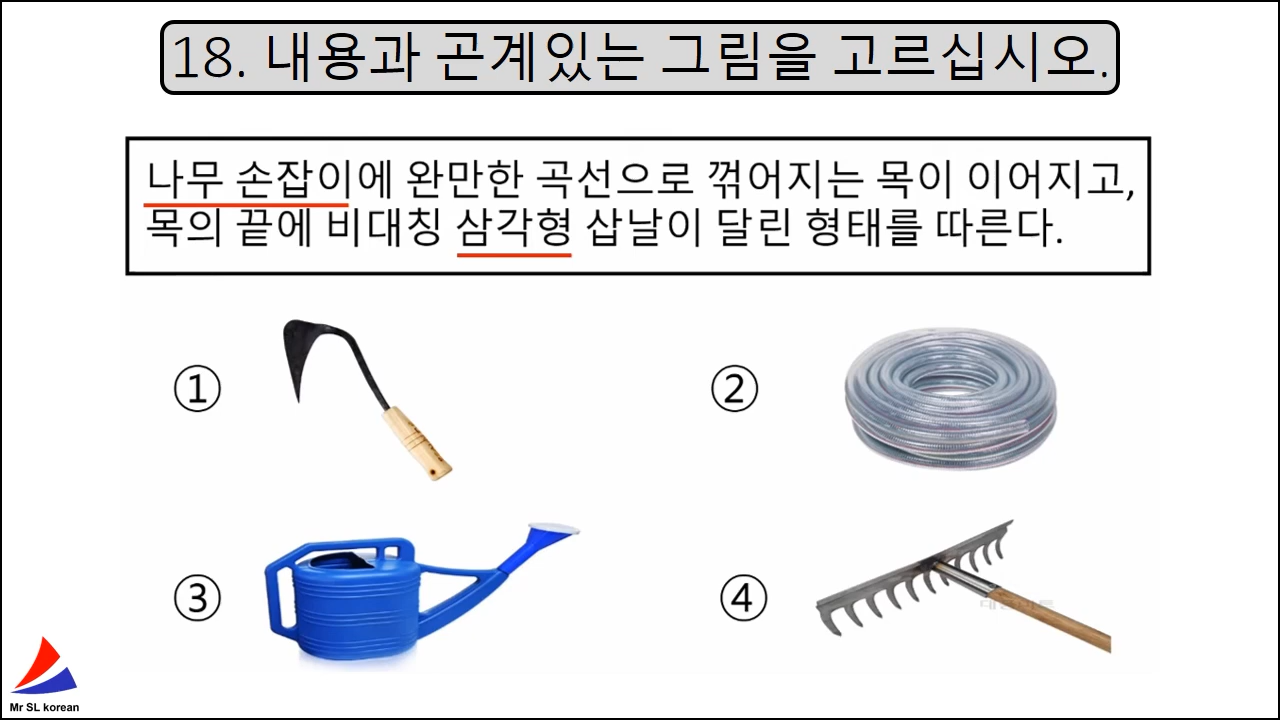 18. 내용과 곤계있는 그림을 고르십시오.
나무 손잡이에 완만한 곡선으로 꺾어지는 목이 이어지고,
목의 끝에 비대칭 삼각형 삽날이 달린 형태를 따른다.
①
②
③
④
Mr SL korean